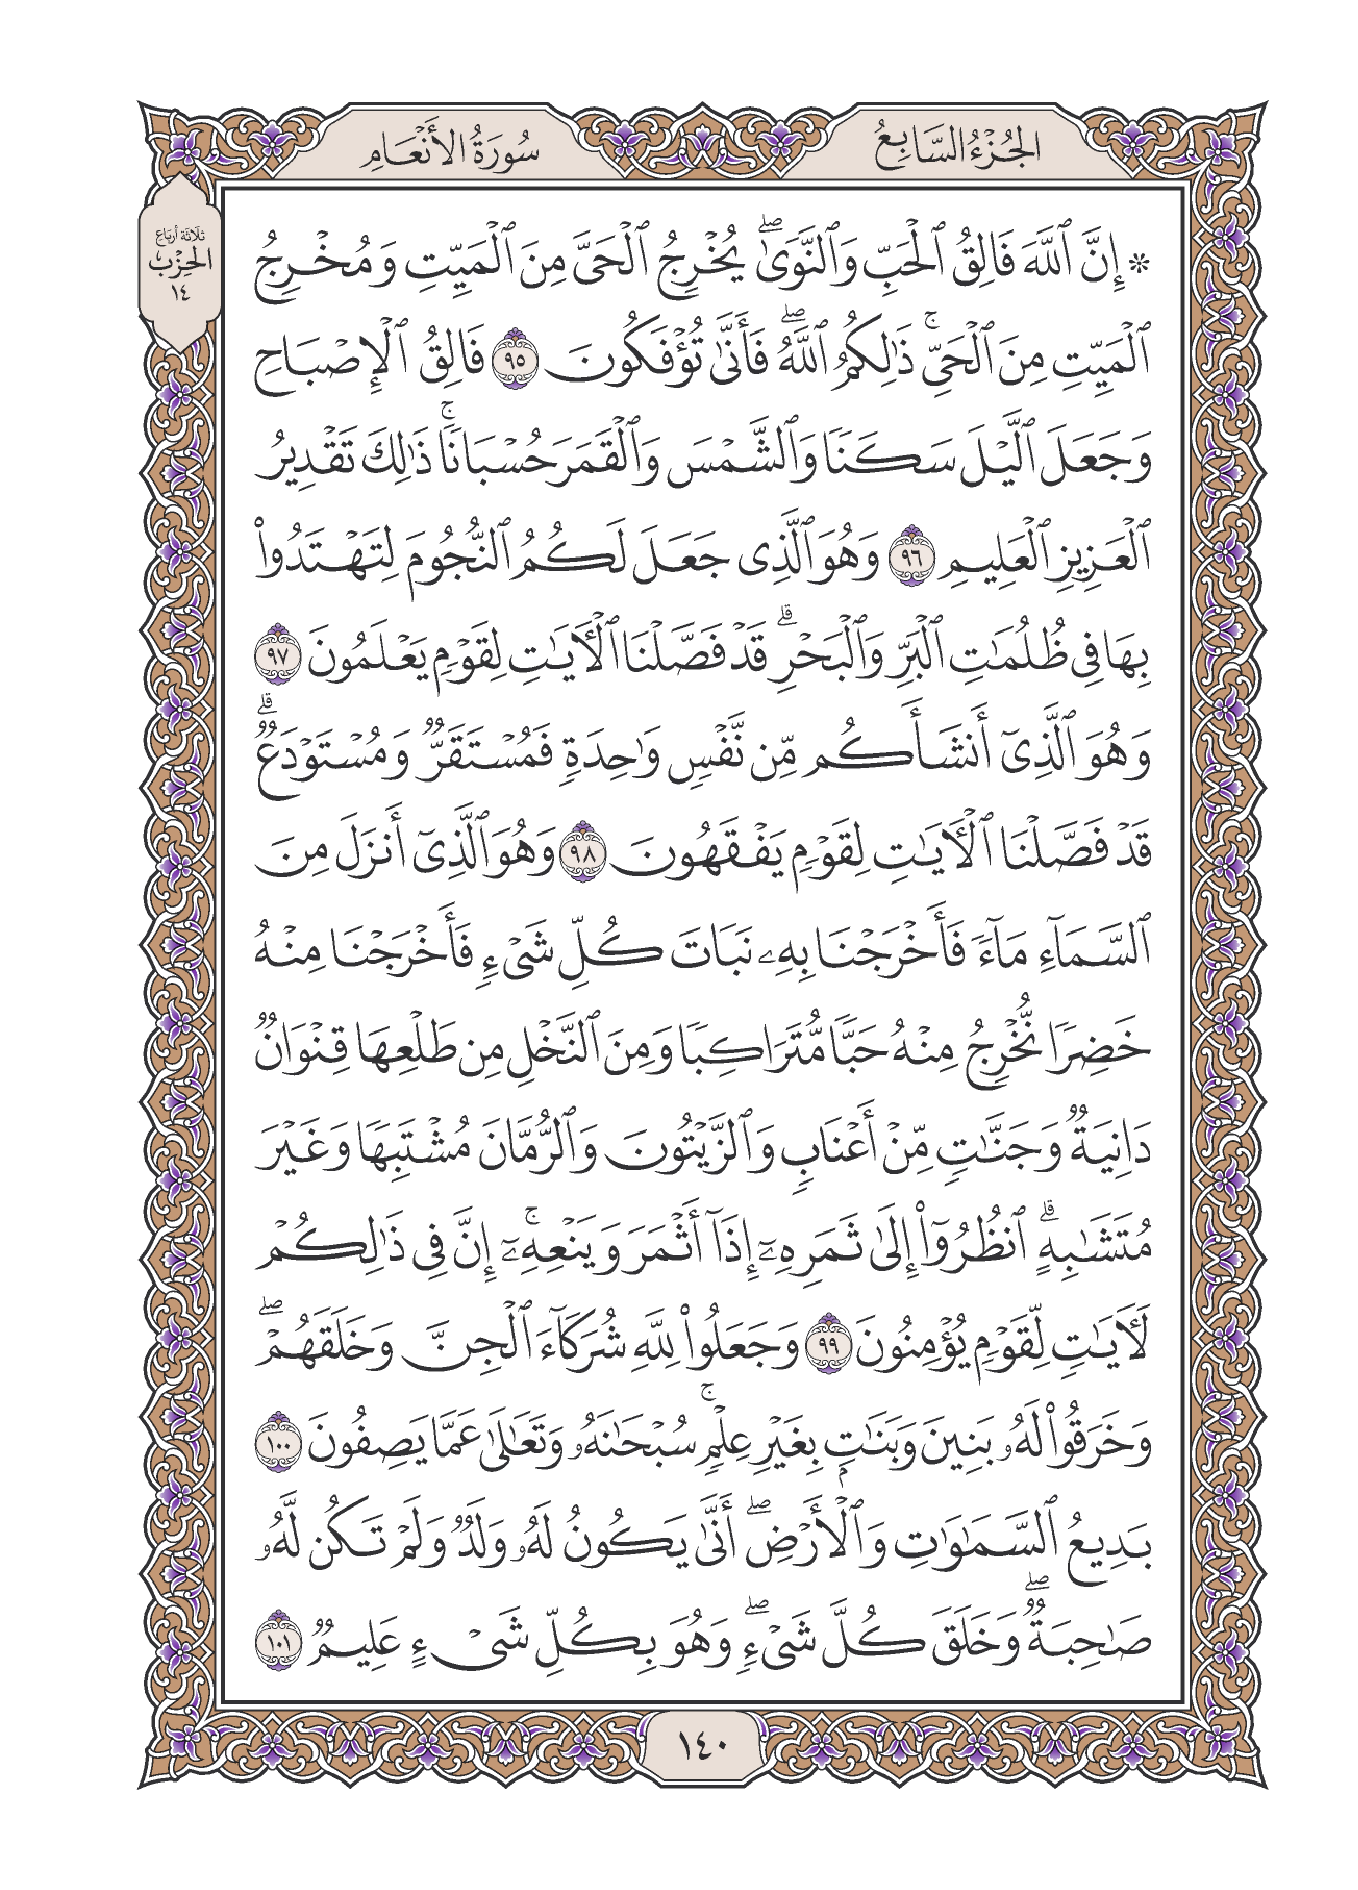 الجُزْءُ السَّابِعُ
سُورَةُ الأَنْعَامِ
ثلاثة أرباع
الحِزْب
١٤
۞ إِنَّ ٱللَّهَ فَالِقُ ٱلْحَبِّ وَٱلنَّوَىٰۖ يُخْرِجُ ٱلْحَىَّ مِنَ ٱلْمَيِّتِ وَمُخْرِجُ
ٱلْمَيِّتِ مِنَ ٱلْحَىِّۚ ذَٰلِكُمُ ٱللَّهُۖ فَأَنَّىٰ تُؤْفَكُونَ ٩٥ فَالِقُ ٱلْإِصْبَاحِ
وَجَعَلَ ٱلَّيْلَ سَكَنًا وَٱلشَّمْسَ وَٱلْقَمَرَ حُسْبَانًاۚ ذَٰلِكَ تَقْدِيرُ
ٱلْعَزِيزِ ٱلْعَلِيمِ ٩٦ وَهُوَ ٱلَّذِى جَعَلَ لَكُمُ ٱلنُّجُومَ لِتَهْتَدُوا۟
بِهَا فِى ظُلُمَٰتِ ٱلْبَرِّ وَٱلْبَحْرِۗ قَدْ فَصَّلْنَا ٱلْءَايَٰتِ لِقَوْمٍ يَعْلَمُونَ ٩٧
وَهُوَ ٱلَّذِىٓ أَنشَأَكُم مِّن نَّفْسٍ وَٰحِدَةٍ فَمُسْتَقَرٌّ وَمُسْتَوْدَعٌۗ
قَدْ فَصَّلْنَا ٱلْءَايَٰتِ لِقَوْمٍ يَفْقَهُونَ ٩٨ وَهُوَ ٱلَّذِىٓ أَنزَلَ مِنَ
ٱلسَّمَآءِ مَآءً فَأَخْرَجْنَا بِهِۦ نَبَاتَ كُلِّ شَىْءٍ فَأَخْرَجْنَا مِنْهُ
خَضِرًا نُّخْرِجُ مِنْهُ حَبًّا مُّتَرَاكِبًا وَمِنَ ٱلنَّخْلِ مِن طَلْعِهَا قِنْوَانٌ
دَانِيَةٌ وَجَنَّٰتٍ مِّنْ أَعْنَابٍ وَٱلزَّيْتُونَ وَٱلرُّمَّانَ مُشْتَبِهًا وَغَيْرَ
مُتَشَٰبِهٍۗ ٱنظُرُوٓا۟ إِلَىٰ ثَمَرِهِۦٓ إِذَآ أَثْمَرَ وَيَنْعِهِۦٓۚ إِنَّ فِى ذَٰلِكُمْ
لَءَايَٰتٍ لِّقَوْمٍ يُؤْمِنُونَ ٩٩ وَجَعَلُوا۟ لِلَّهِ شُرَكَآءَ ٱلْجِنَّ وَخَلَقَهُمْۖ
وَخَرَقُوا۟ لَهُۥ بَنِينَ وَبَنَٰتٍۭ بِغَيْرِ عِلْمٍۚ سُبْحَٰنَهُۥ وَتَعَٰلَىٰ عَمَّا يَصِفُونَ ١٠٠
بَدِيعُ ٱلسَّمَٰوَٰتِ وَٱلْأَرْضِۖ أَنَّىٰ يَكُونُ لَهُۥ وَلَدٌ وَلَمْ تَكُن لَّهُۥ
صَٰحِبَةٌۖ وَخَلَقَ كُلَّ شَىْءٍۖ وَهُوَ بِكُلِّ شَىْءٍ عَلِيمٌ ١٠١
١٤٠